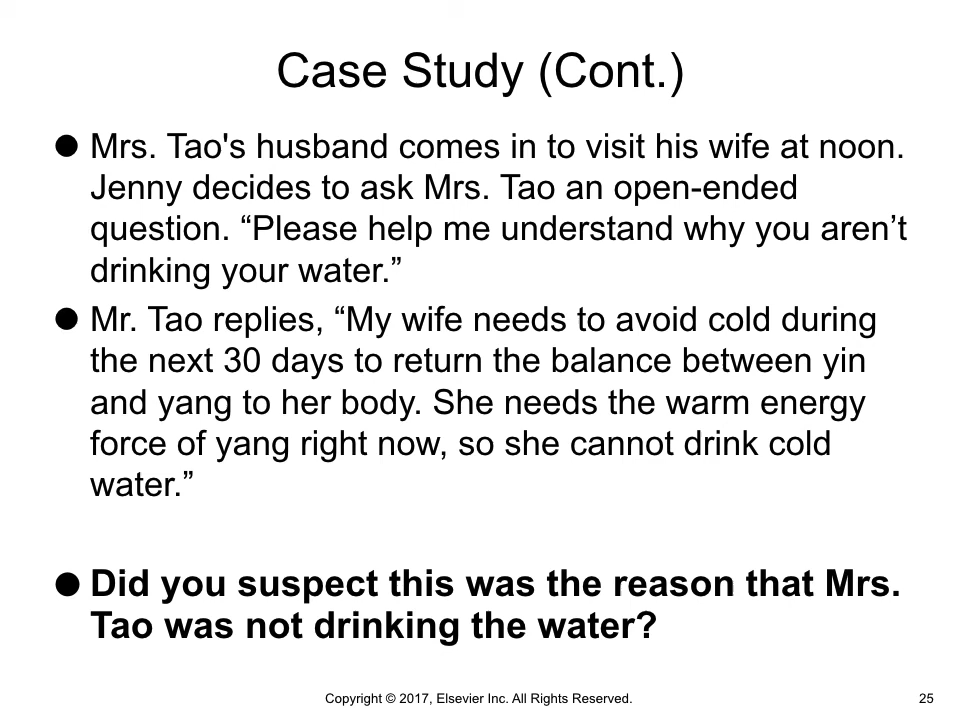 Case Study (Cont.)
● Mrs. Tao's husband comes in to visit his wife at noon.
Jenny decides to ask Mrs. Tao an open-ended
question. “Please help me understand why you aren’t
drinking your water.”
● Mr. Tao replies, “My wife needs to avoid cold during
the next 30 days to return the balance between yin
and yang to her body. She needs the warm energy
force of yang right now, so she cannot drink cold
water.”
● Did you suspect this was the reason that Mrs.
Tao was not drinking the water?
Copyright © 2017, Elsevier Inc. All Rights Reserved. 25